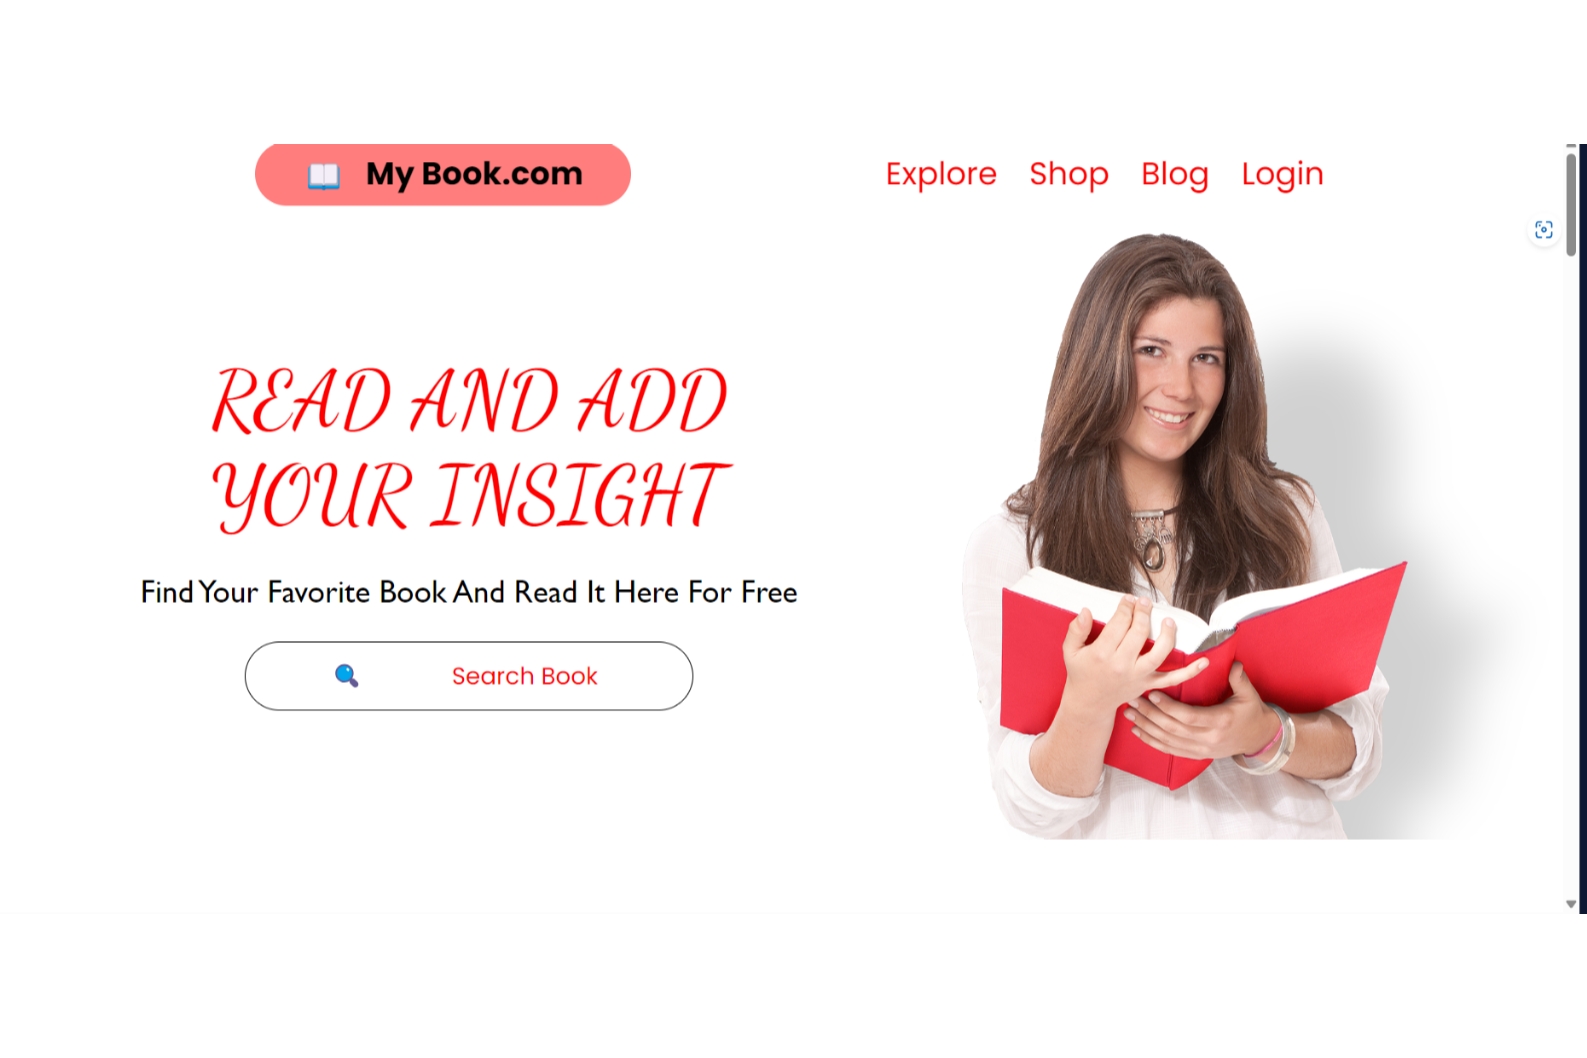 My Book.com
Explore Shop Blog Login
READ AND ADD
YOUR INSIGHT
Find Your Favorite Book And Read It Here For Free
Search Book